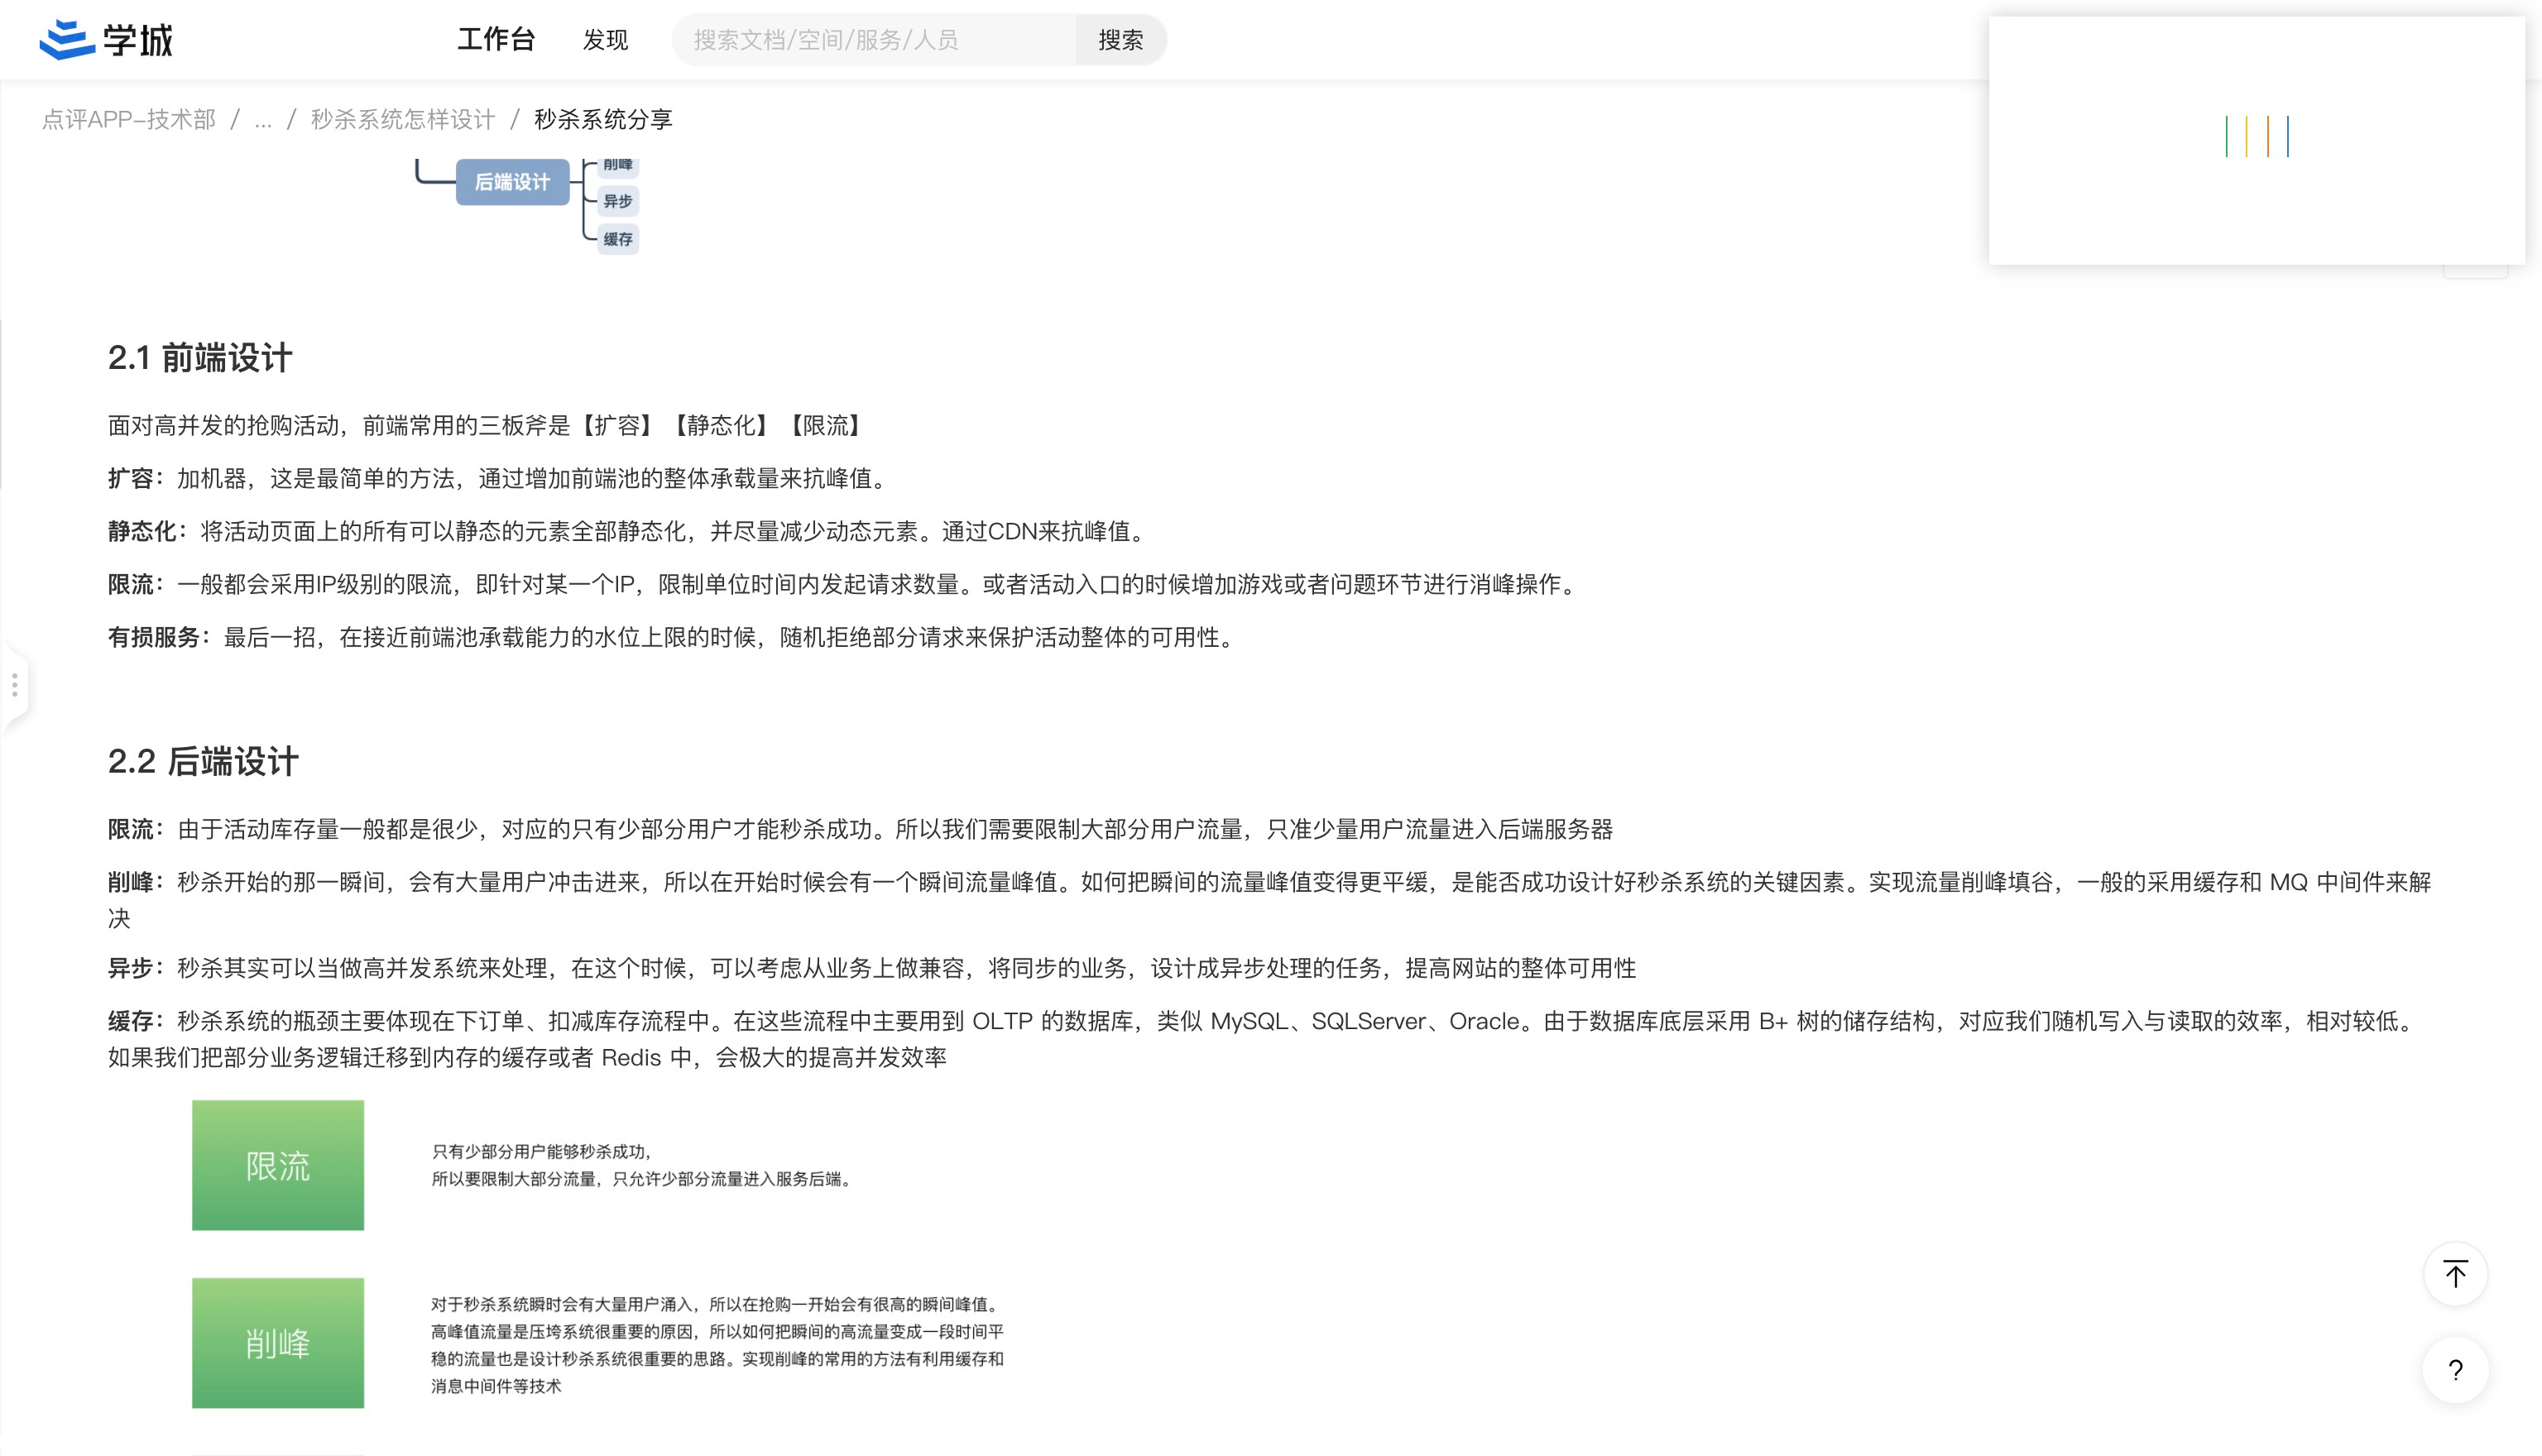 学城
工作台 发现 搜索文档/空间/服务/人员 搜索
点评APP-技术部 / ... / 秒杀系统怎样设计 / 秒杀系统分享
削峰
后端设计
异步
缓存
2.1 前端设计
面对高并发的抢购活动，前端常用的三板斧是【扩容】【静态化】【限流】
扩容：加机器，这是最简单的方法，通过增加前端池的整体承载量来抗峰值。
静态化：将活动页面上的所有可以静态的元素全部静态化，并尽量减少动态元素。通过CDN来抗峰值。
限流：一般都会采用IP级别的限流，即针对某一个IP，限制单位时间内发起请求数量。或者活动入口的时候增加游戏或者问题环节进行消峰操作。
有损服务：最后一招，在接近前端池承载能力的水位上限的时候，随机拒绝部分请求来保护活动整体的可用性。
2.2 后端设计
限流：由于活动库存量一般都是很少，对应的只有少部分用户才能秒杀成功。所以我们需要限制大部分用户流量，只准少量用户流量进入后端服务器
削峰：秒杀开始的那一瞬间，会有大量用户冲击进来，所以在开始时候会有一个瞬间流量峰值。如何把瞬间的流量峰值变得更平缓，是能否成功设计好秒杀系统的关键因素。实现流量削峰填谷，一般的采用缓存和 MQ 中间件来解
决
异步：秒杀其实可以当做高并发系统来处理，在这个时候，可以考虑从业务上做兼容，将同步的业务，设计成异步处理的任务，提高网站的整体可用性
缓存：秒杀系统的瓶颈主要体现在下订单、扣减库存流程中。在这些流程中主要用到 OLTP 的数据库，类似 MySQL、SQLServer、Oracle。由于数据库底层采用 B+ 树的储存结构，对应我们随机写入与读取的效率，相对较低。
如果我们把部分业务逻辑迁移到内存的缓存或者 Redis 中，会极大的提高并发效率
限流
只有少部分用户能够秒杀成功，
所以要限制大部分流量，只允许少部分流量进入服务后端。
削峰
对于秒杀系统瞬时会有大量用户涌入，所以在抢购一开始会有很高的瞬间峰值。
高峰值流量是压垮系统很重要的原因，所以如何把瞬间的高流量变成一段时间平
稳的流量也是设计秒杀系统很重要的思路。实现削峰的常用的方法有利用缓存和
消息中间件等技术
?